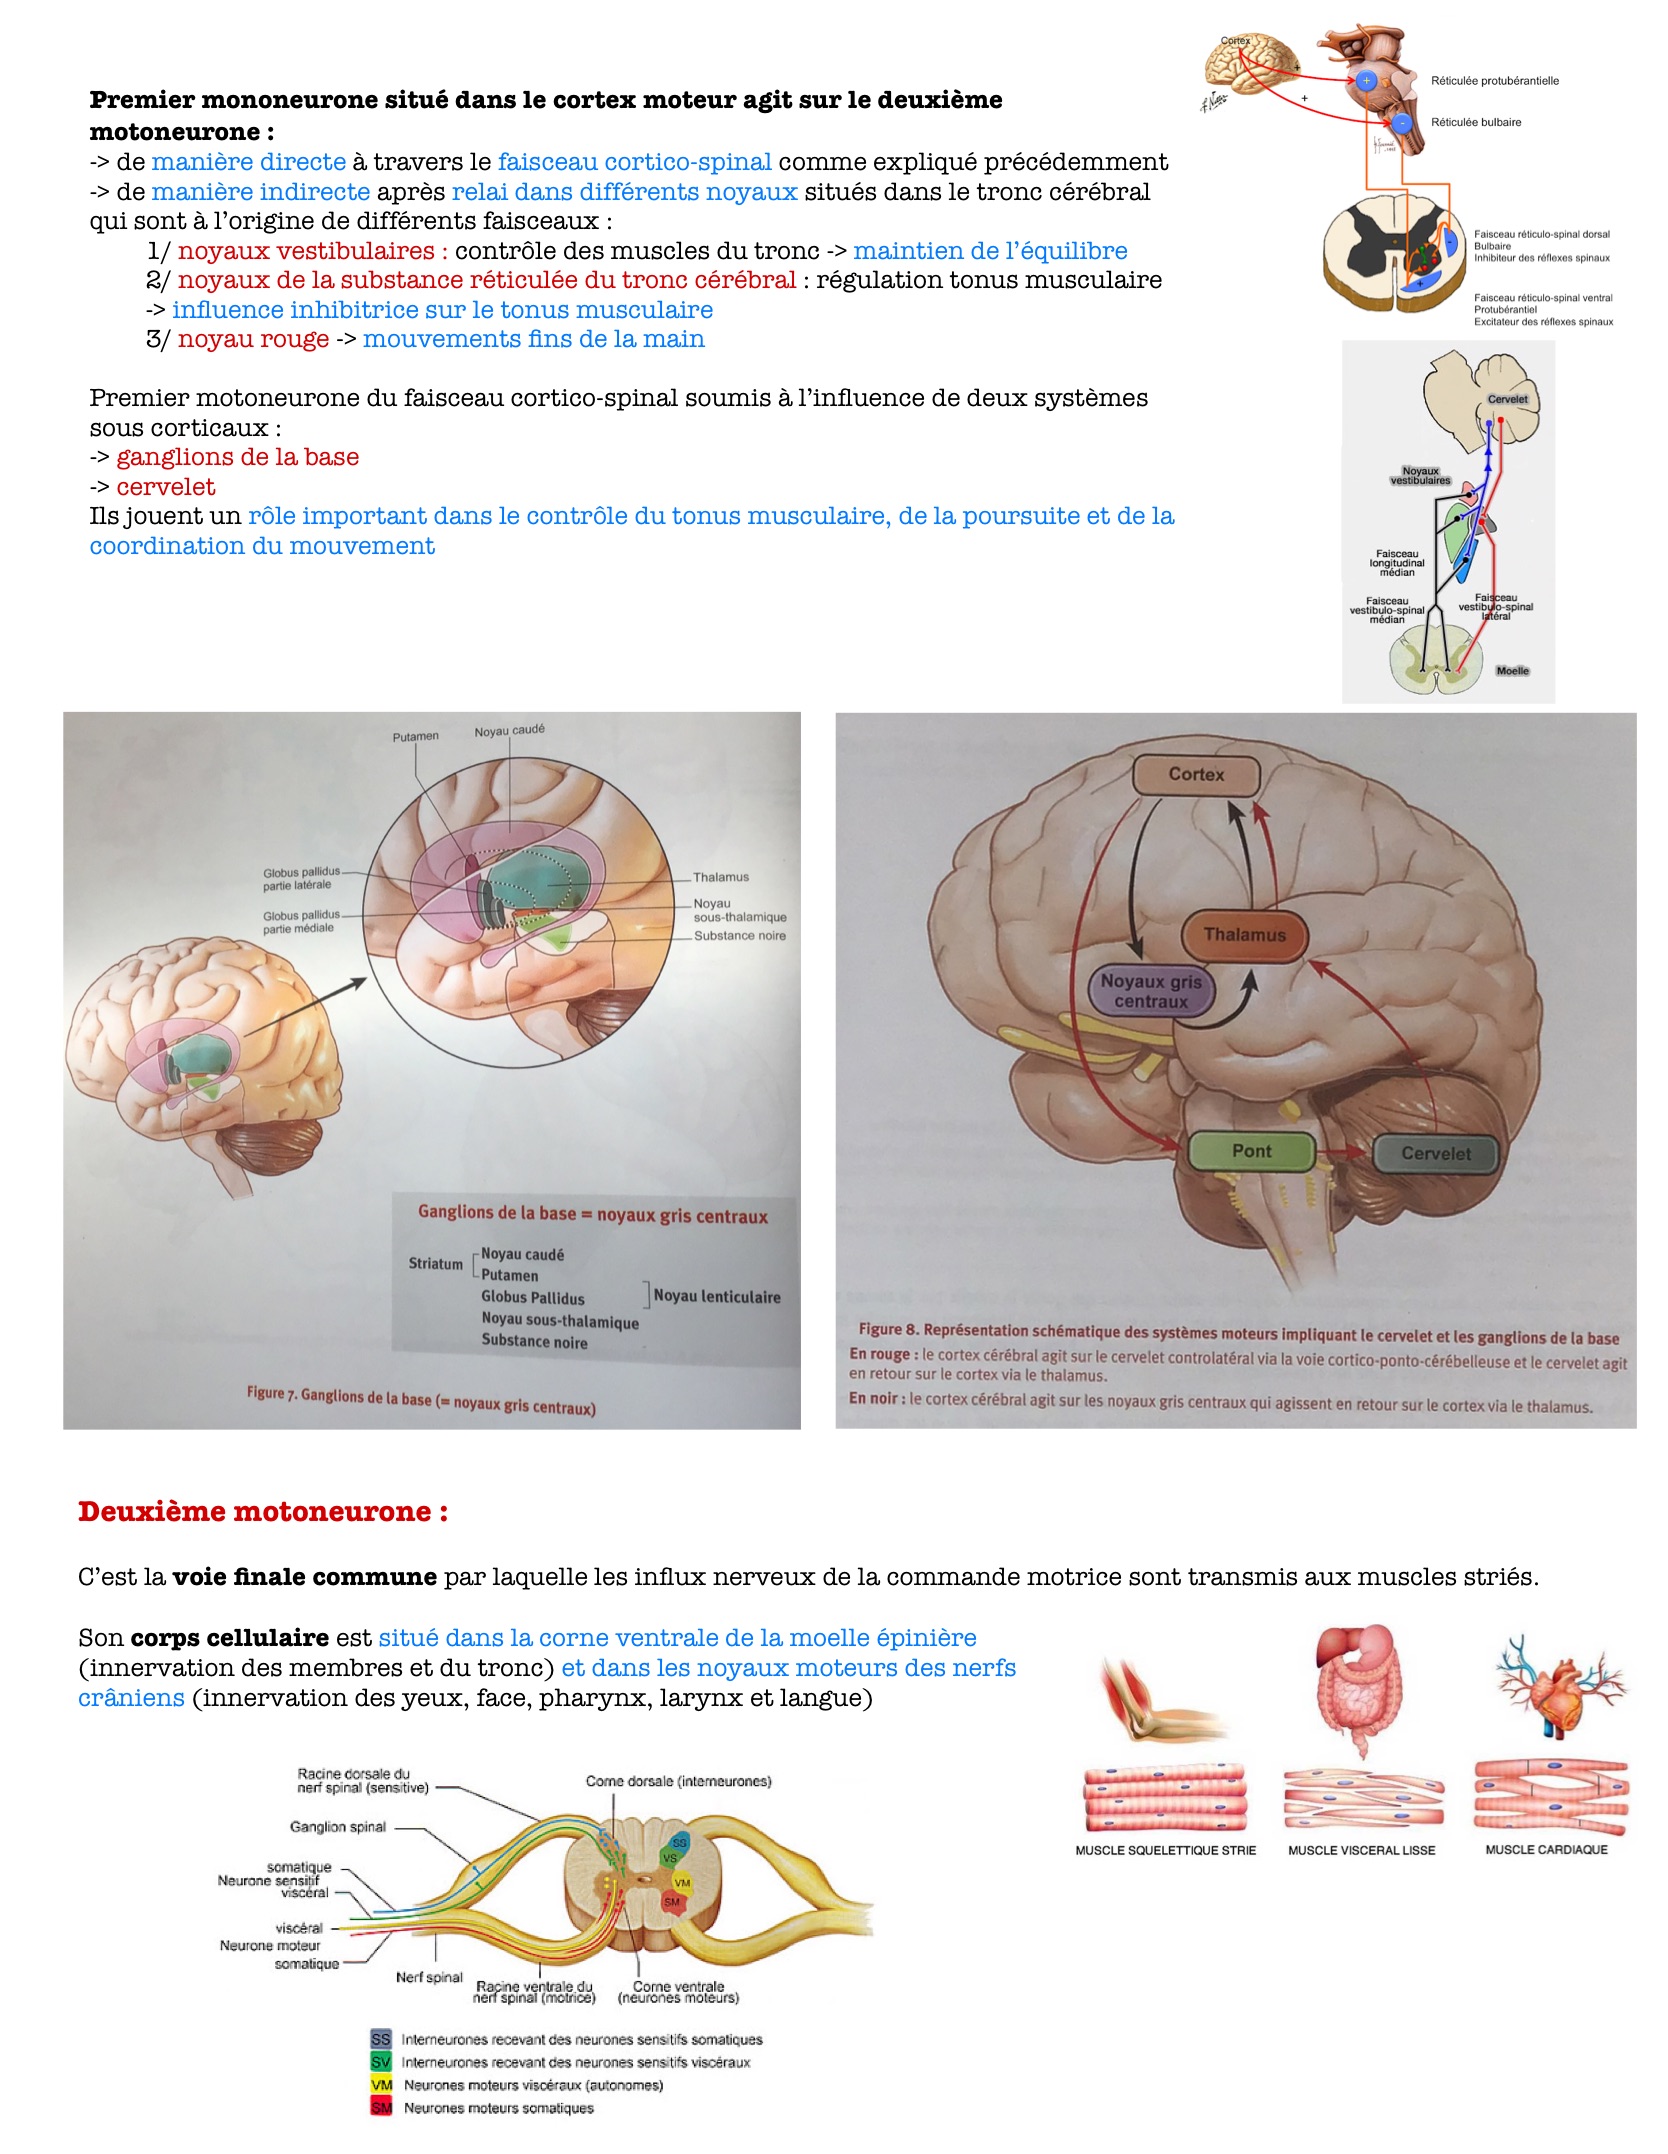 Premier mononeurone situé dans le cortex moteur agit sur le deuxième
motoneurone :
-> de manière directe à travers le faisceau cortico-spinal comme expliqué précédemment
-> de manière indirecte après relai dans différents noyaux situés dans le tronc cérébral
qui sont à l'origine de différents faisceaux :
1/ noyaux vestibulaires : contrôle des muscles du tronc -> maintien de l'équilibre
2/ noyaux de la substance réticulée du tronc cérébral : régulation tonus musculaire
-> influence inhibitrice sur le tonus musculaire
3/ noyau rouge -> mouvements fins de la main
Premier motoneurone du faisceau cortico-spinal soumis à l'influence de deux systèmes
sous corticaux :
-> ganglions de la base
-> cervelet
Ils jouent un rôle important dans le contrôle du tonus musculaire, de la poursuite et de la
coordination du mouvement
Cortex
+
+
+
-
Réticulée protubérantielle
Réticulée bulbaire
Faisceau réticulo-spinal dorsal
Bulbaire
Inhibiteur des réflexes spinaux
-
+
Faisceau réticulo-spinal ventral
Protubérantiel
Excitateur des réflexes spinaux
Cervelet
Noyaux
vestibulaires
Faisceau
longitudinal
médian
Faisceau
vestibulo-spinal
médian
Faisceau
vestibulo-spinal
latéral
Moelle
Putamen
Noyau caudé
Globus pallidus
partie latérale
Globus pallidus
partie médiale
Thalamus
Noyau
sous-thalamique
Substance noire
Ganglions de la base = noyaux gris centraux
Striatum
Noyau caudé
Putamen
Globus Pallidus
Noyau lenticulaire
Noyau sous-thalamique
Substance noire
Figure 7. Ganglions de la base (= noyaux gris centraux)
Cortex
Thalamus
Noyaux gris
centraux
Pont
Cervelet
Figure 8. Représentation schématique des systèmes moteurs impliquant le cervelet et les ganglions de la base
En rouge : le cortex cérébral agit sur le cervelet controlatéral via la voie cortico-ponto-cérébelleuse et le cervelet agit
en retour sur le cortex via le thalamus.
En noir : le cortex cérébral agit sur les noyaux gris centraux qui agissent en retour sur le cortex via le thalamus.
Deuxième motoneurone :
C'est la voie finale commune par laquelle les influx nerveux de la commande motrice sont transmis aux muscles striés.
Son corps cellulaire est situé dans la corne ventrale de la moelle épinière
(innervation des membres et du tronc) et dans les noyaux moteurs des nerfs
crâniens (innervation des yeux, face, pharynx, larynx et langue)
MUSCLE SQUELETTIQUE STRIE
MUSCLE VISCERAL LISSE
MUSCLE CARDIAQUE
Racine dorsale du
nerf spinal (sensitive)
Corne dorsale (interneurones)
Ganglion spinal
somatique
Neurone sensitif
viscéral
viscéral
Neurone moteur
somatique
SS
VS
VM
SM
Nerf spinal
Racine ventrale du
nerf spinal (motrice)
Corne ventrale
(neurones moteurs)
SS Interneurones recevant des neurones sensitifs somatiques
SV Interneurones recevant des neurones sensitifs viscéraux
VM Neurones moteurs viscéraux (autonomes)
SM Neurones moteurs somatiques